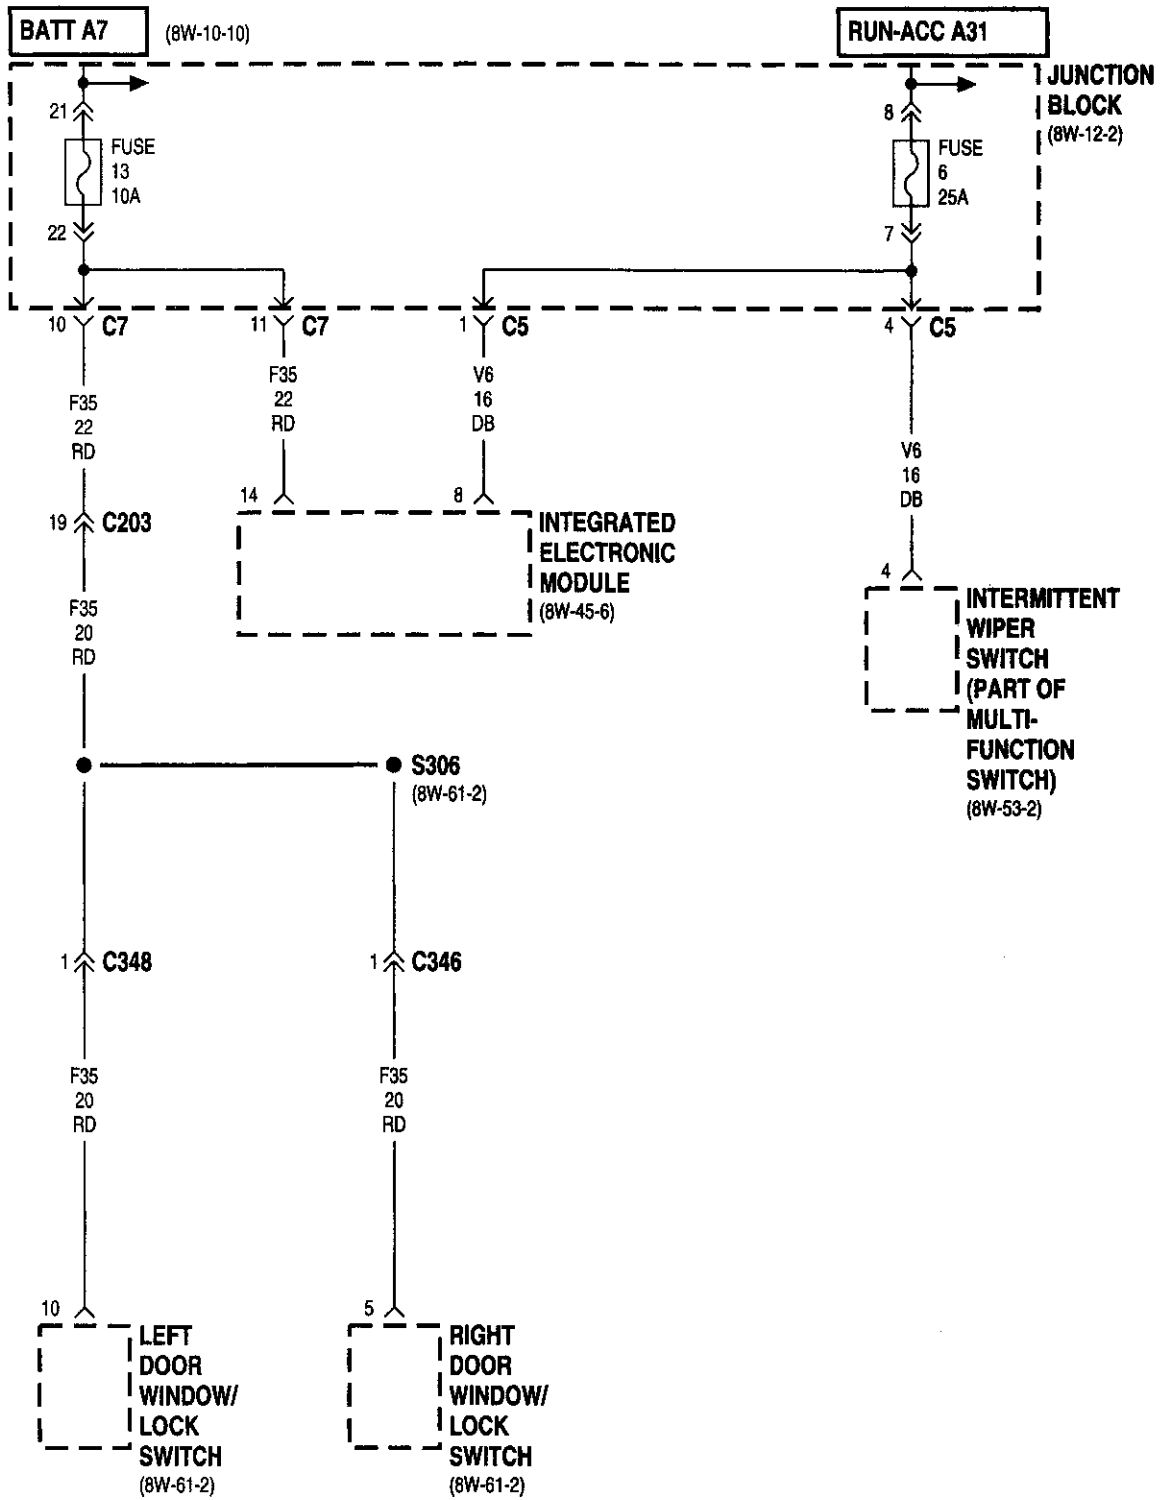 BATT A7
(8W-10-10)
RUN-ACC A31
JUNCTION
BLOCK
(8W-12-2)
21
FUSE
13
10A
22
8
FUSE
6
25A
7
10
C7
11
C7
1
C5
4
C5
F35
22
RD
F35
22
RD
V6
16
DB
V6
16
DB
19
C203
14
8
INTEGRATED
ELECTRONIC
MODULE
(8W-45-6)
4
INTERMITTENT
WIPER
SWITCH
(PART OF
MULTI-
FUNCTION
SWITCH)
(8W-53-2)
F35
20
RD
S306
(8W-61-2)
1
C348
1
C346
F35
20
RD
F35
20
RD
10
LEFT
DOOR
WINDOW/
LOCK
SWITCH
(8W-61-2)
5
RIGHT
DOOR
WINDOW/
LOCK
SWITCH
(8W-61-2)